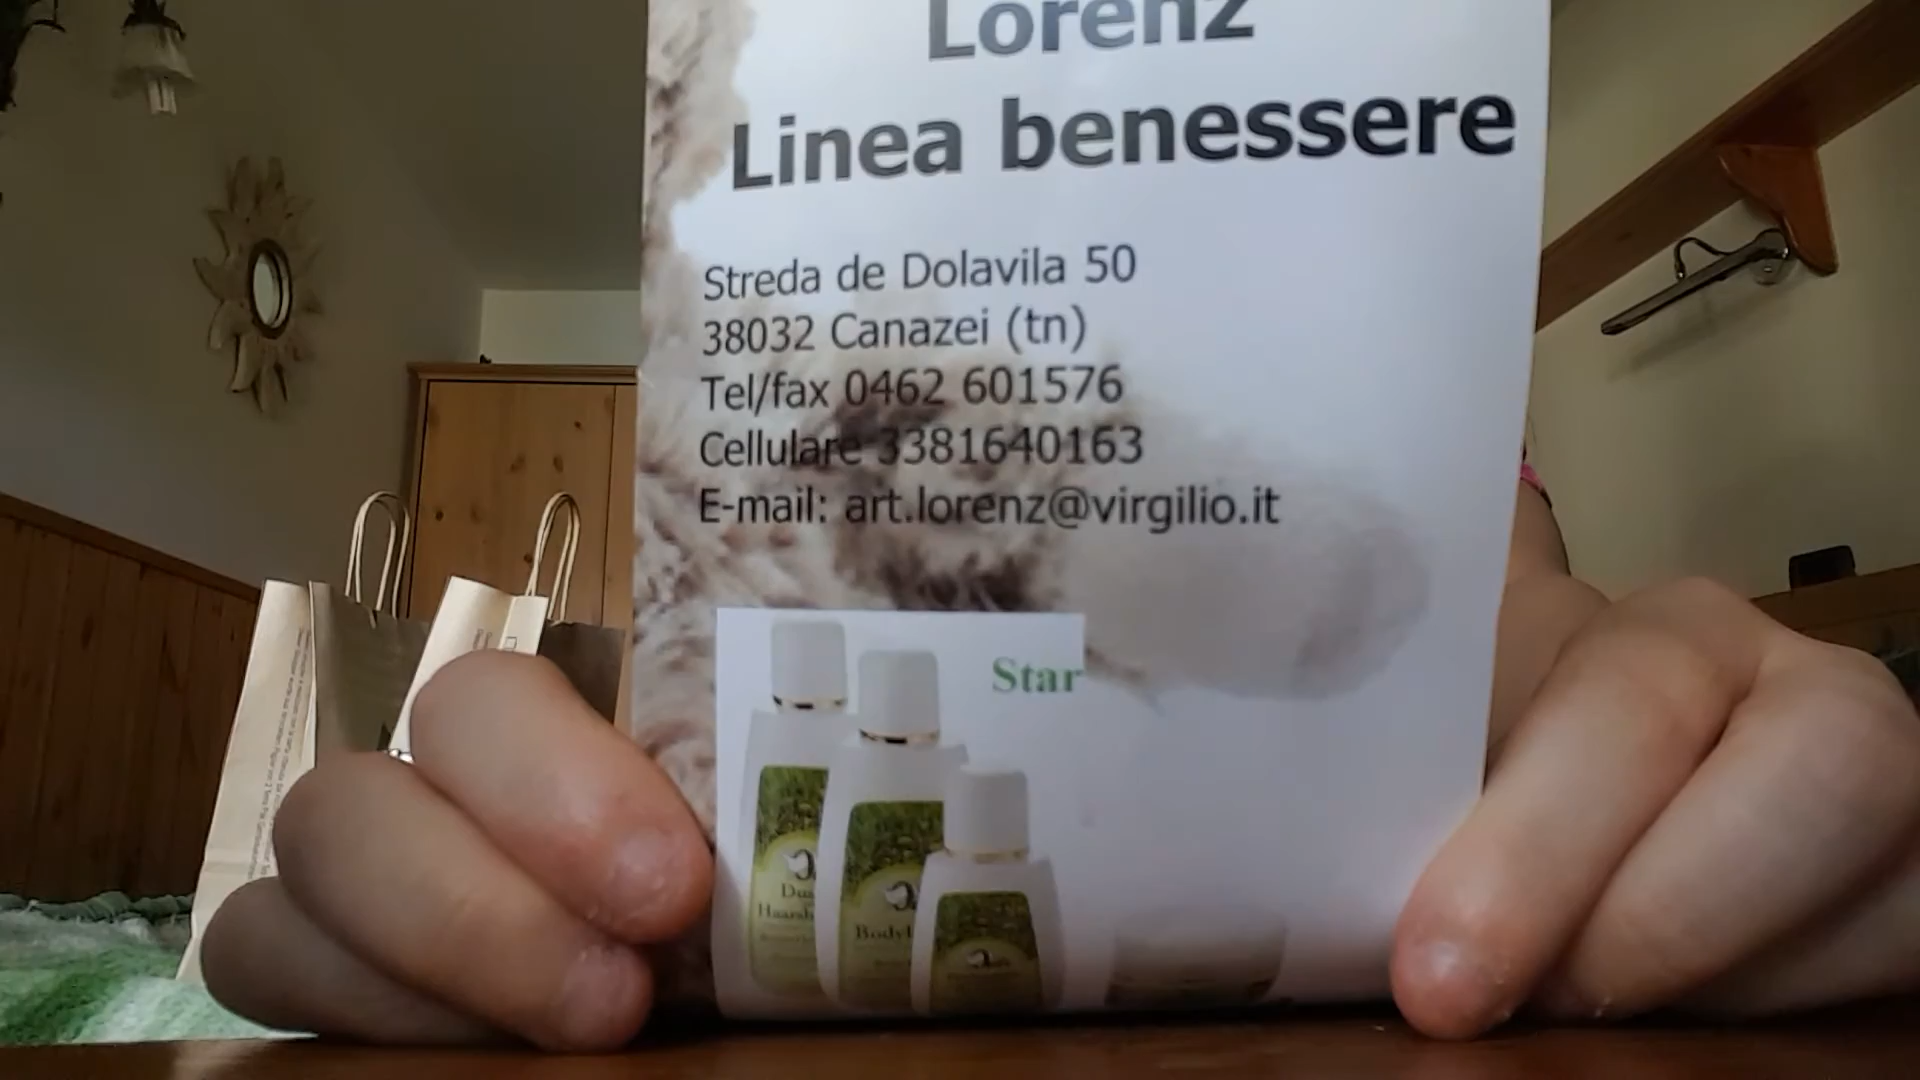 Lorenz
Linea benessere
Streda de Dolavila 50
38032 Canazei (tn)
Tel/fax 0462 601576
Cellulare 3381640163
E-mail: art.lorenz@virgilio.it
Star